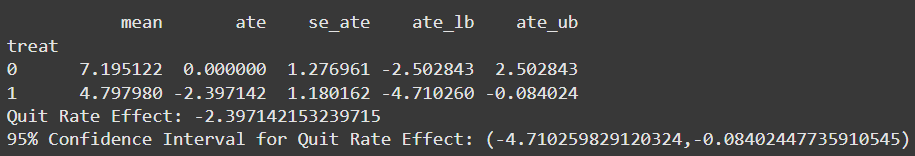 mean ate se_ate ate_lb ate_ub
treat
0 7.195122 0.000000 1.276961 -2.502843 2.502843
1 4.797980 -2.397142 1.180162 -4.710260 -0.084024
Quit Rate Effect: -2.397142153239715
95% Confidence Interval for Quit Rate Effect: (-4.710259829120324,-0.08402447735910545)